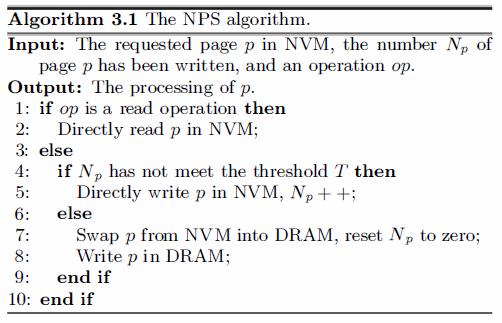 Algorithm 3.1 The NPS algorithm.
Input: The requested page p in NVM, the number N_p of
page p has been written, and an operation op.
Output: The processing of p.
1: if op is a read operation then
2: Directly read p in NVM;
3: else
4: if N_p has not meet the threshold T then
5: Directly write p in NVM, N_p + +;
6: else
7: Swap p from NVM into DRAM, reset N_p to zero;
8: Write p in DRAM;
9: end if
10: end if